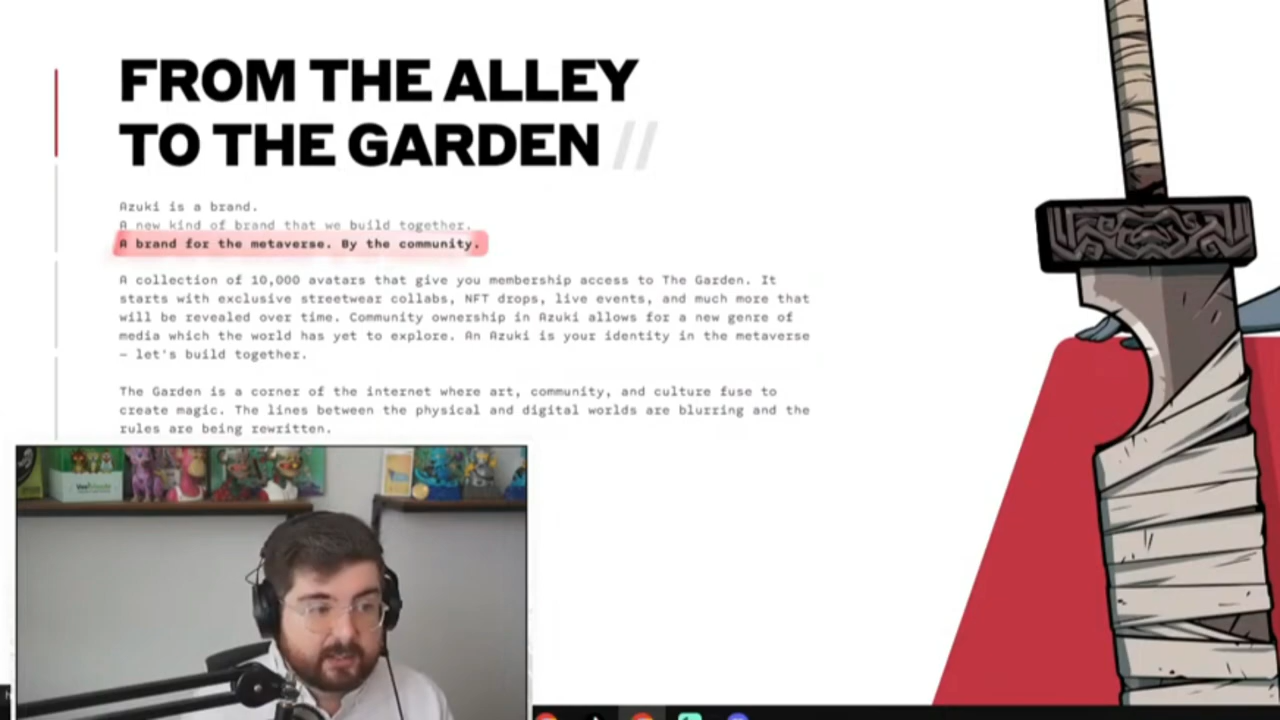 FROM THE ALLEY
TO THE GARDEN //
Azuki is a brand.
A new kind of brand that we build together.
A brand for the metaverse. By the community.
A collection of 10,000 avatars that give you membership access to The Garden. It
starts with exclusive streetwear collabs, NFT drops, live events, and much more that
will be revealed over time. Community ownership in Azuki allows for a new genre of
media which the world has yet to explore. An Azuki is your identity in the metaverse
— let's build together.
The Garden is a corner of the internet where art, community, and culture fuse to
create magic. The lines between the physical and digital worlds are blurring and the
rules are being rewritten.